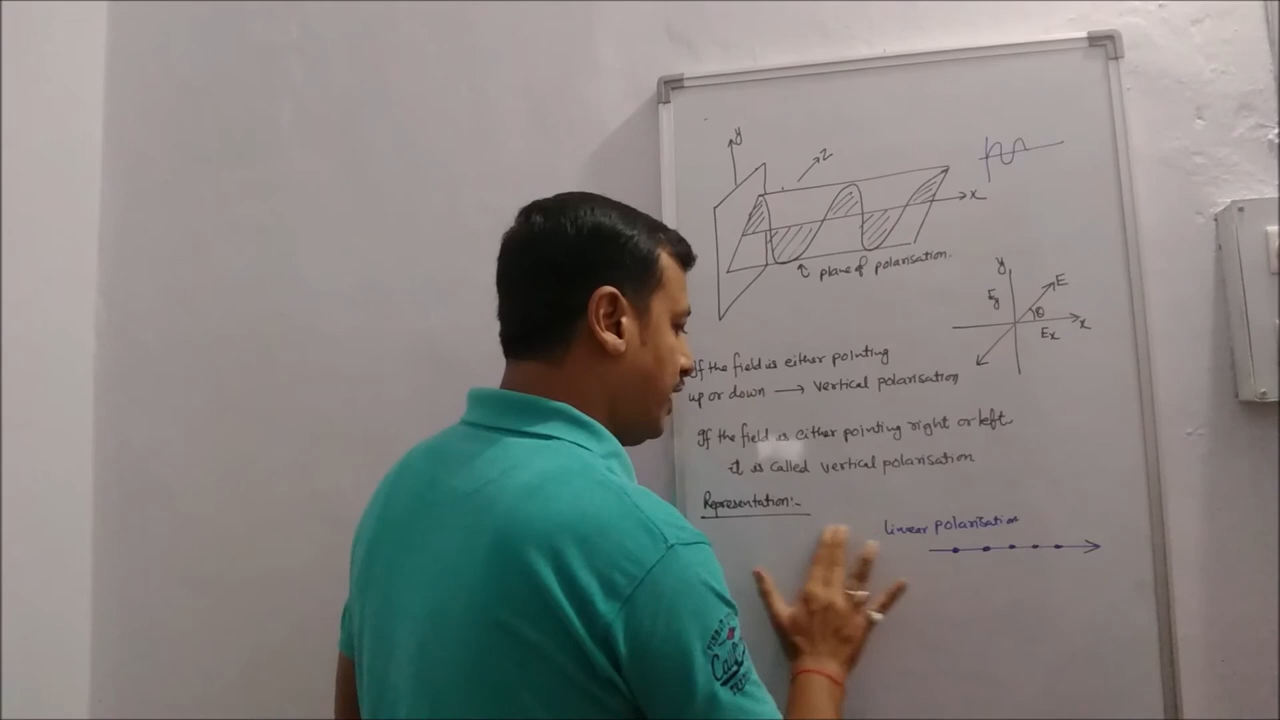 y
z
x
plane of polarisation.
y
E
Ey
θ
x
Ex
If the field is either pointing
up or down → vertical polarisation
If the field is either pointing right or left
it is called vertical polarisation
Representation:-
linear polarisation